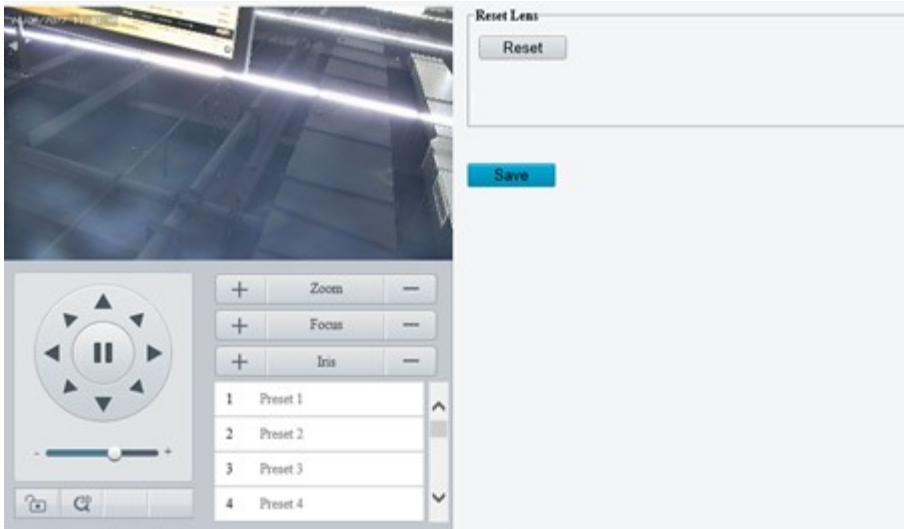 Reset Lens
Reset
Save
Zoom
Focus
Iris
1 Preset 1
2 Preset 2
3 Preset 3
4 Preset 4